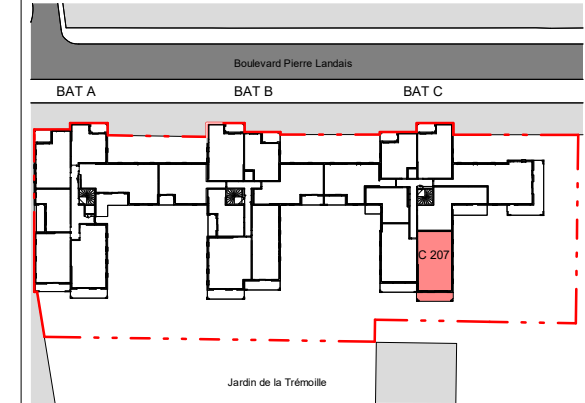 Boulevard Pierre Landais
BAT A
BAT B
BAT C
C 207
Jardin de la Trémoille